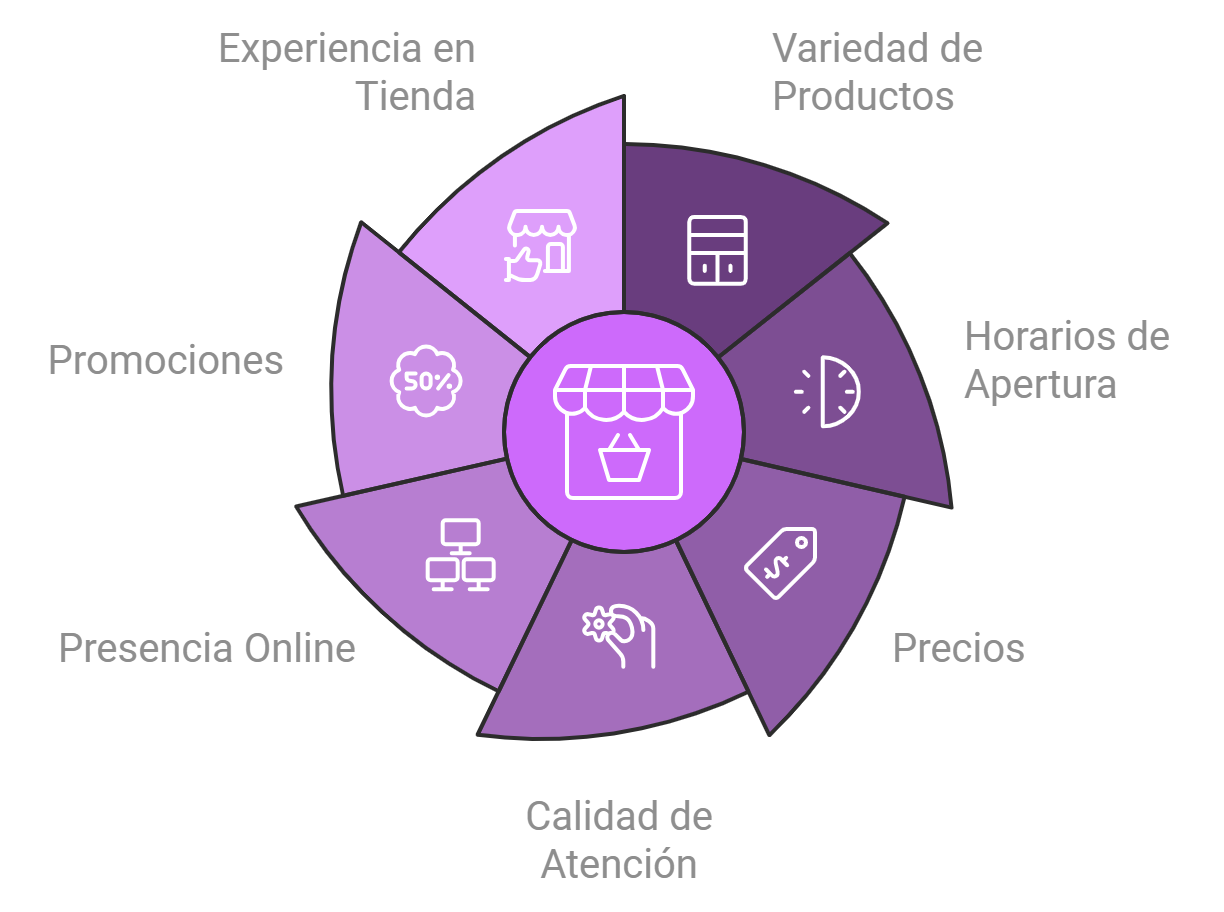 Experiencia en
Tienda
Variedad de
Productos
Horarios de
Apertura
Promociones
50%
$
Presencia Online
Precios
Calidad de
Atención